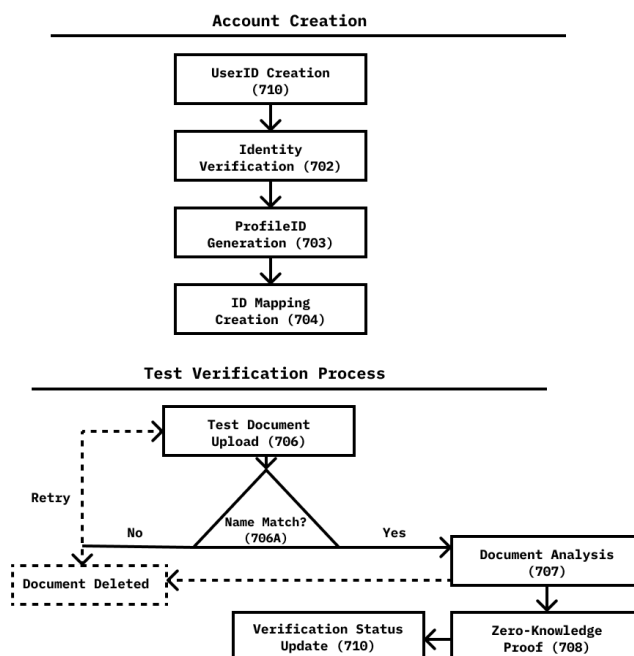 Account Creation
UserID Creation
(710)
Identity
Verification (702)
ProfileID
Generation (703)
ID Mapping
Creation (704)
Test Verification Process
Test Document
Upload (706)
Retry
Name Match?
(706A)
No
Yes
Document Analysis
(707)
Document Deleted
Verification Status
Update (710)
Zero-Knowledge
Proof (708)